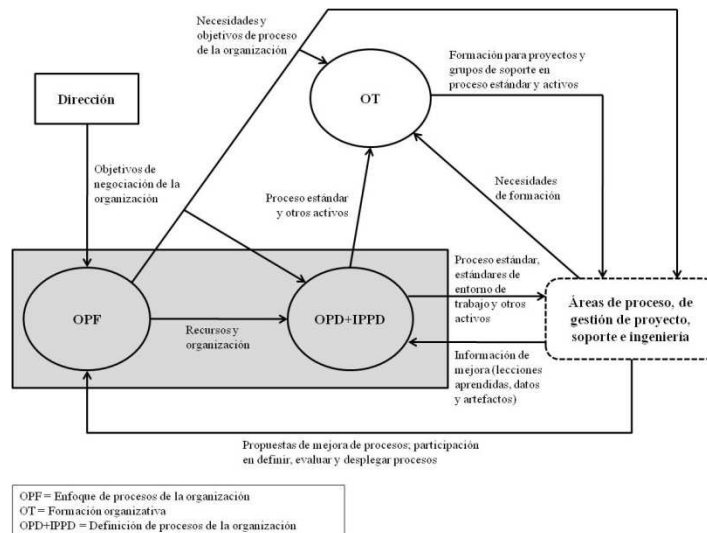 Necesidades y
objetivos de proceso
de la organización
Formación para proyectos y
grupos de soporte en
proceso estándar y activos
OT
Dirección
Objetivos de
negociación de la
organización
Proceso estándar
y otros activos
Necesidades
de formación
OPF
Recursos y
organización
OPD+IPPD
Proceso estándar,
estándares de
entorno de
trabajo y otros
activos
Información de
mejora (lecciones
aprendidas, datos
y artefactos)
Áreas de proceso, de
gestión de proyecto,
soporte e ingeniería
Propuestas de mejora de procesos; participación
en definir, evaluar y desplegar procesos
OPF = Enfoque de procesos de la organización
OT = Formación organizativa
OPD+IPPD = Definición de procesos de la organización